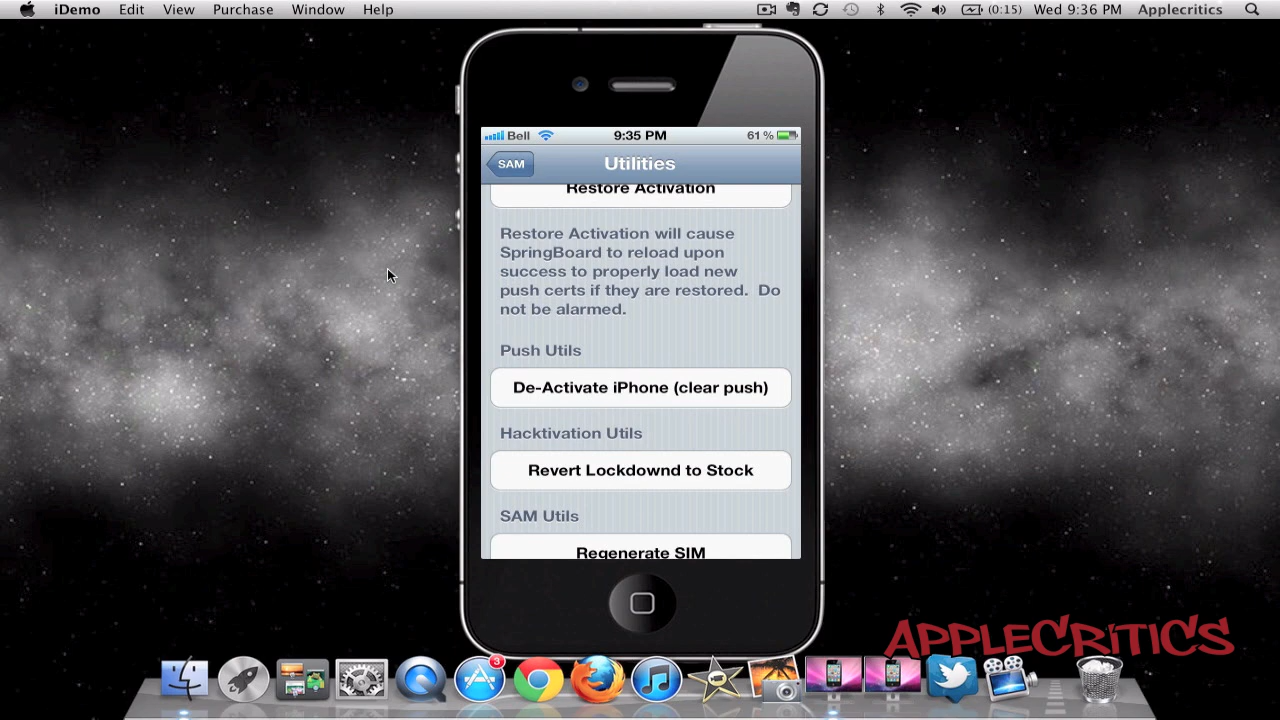 iDemo Edit View Purchase Window Help (0:15) Wed 9:36 PM Applecritics
Bell 9:35 PM 61 %
SAM Utilities
Restore Activation
Restore Activation will cause
SpringBoard to reload upon
success to properly load new
push certs if they are restored. Do
not be alarmed.
Push Utils
De-Activate iPhone (clear push)
Hacktivation Utils
Revert Lockdownd to Stock
SAM Utils
Regenerate SIM
APPLECRITICS
3